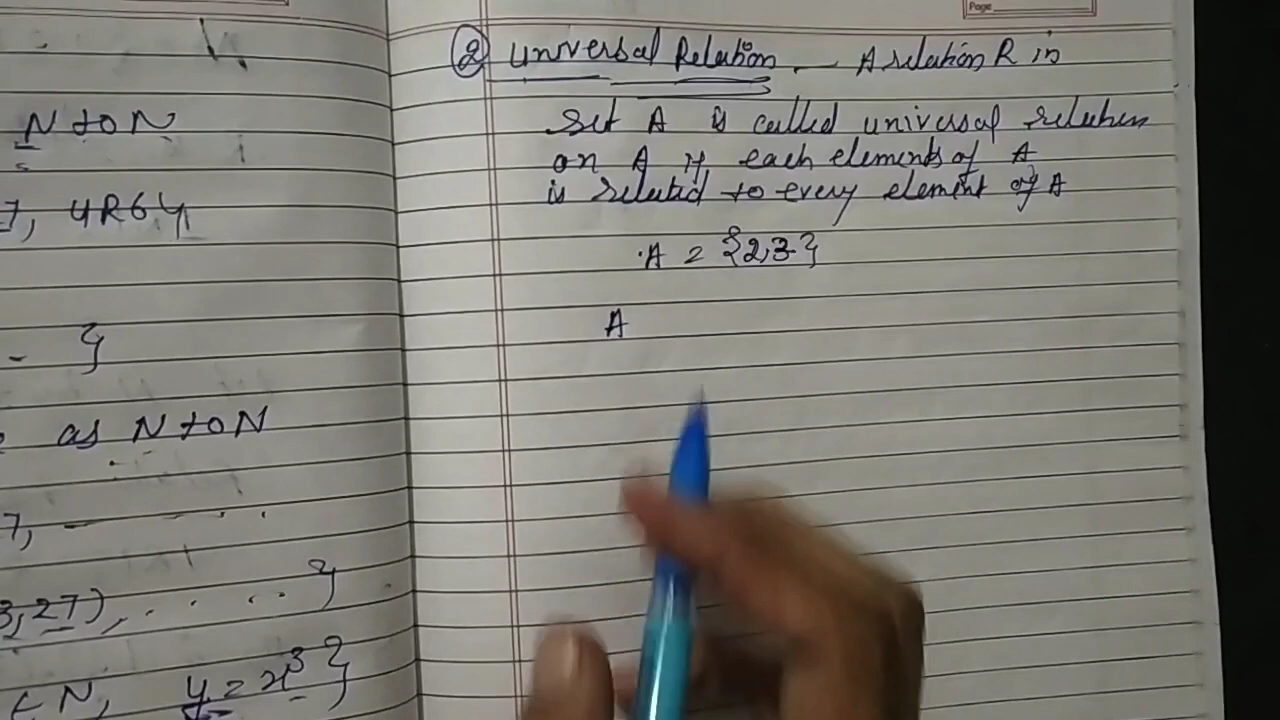 Page
N to N
7, 4R64
- }
as N to N
7, -
3, 27), . . . . }
N, y = x³ }
② Universal Relation - A relation R in
set A is called universal relation
on A if each elements of A
is related to every element of A
A = {2,3}
A